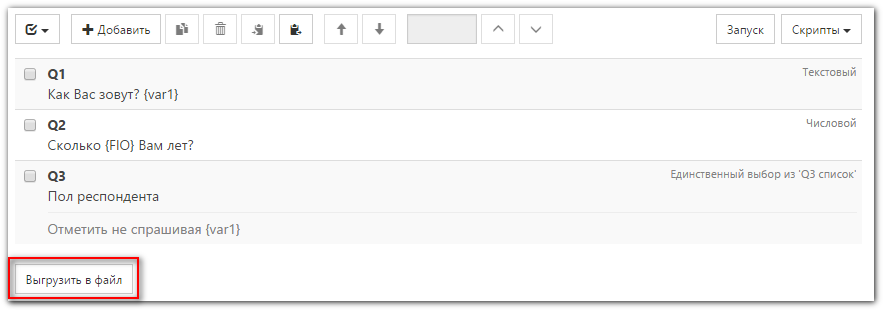 Добавить Запуск Скрипты
Q1 Текстовый
Как Вас зовут? {var1}
Q2 Числовой
Сколько {FIO} Вам лет?
Q3 Единственный выбор из 'Q3 список'
Пол респондента
Отметить не спрашивая {var1}
Выгрузить в файл